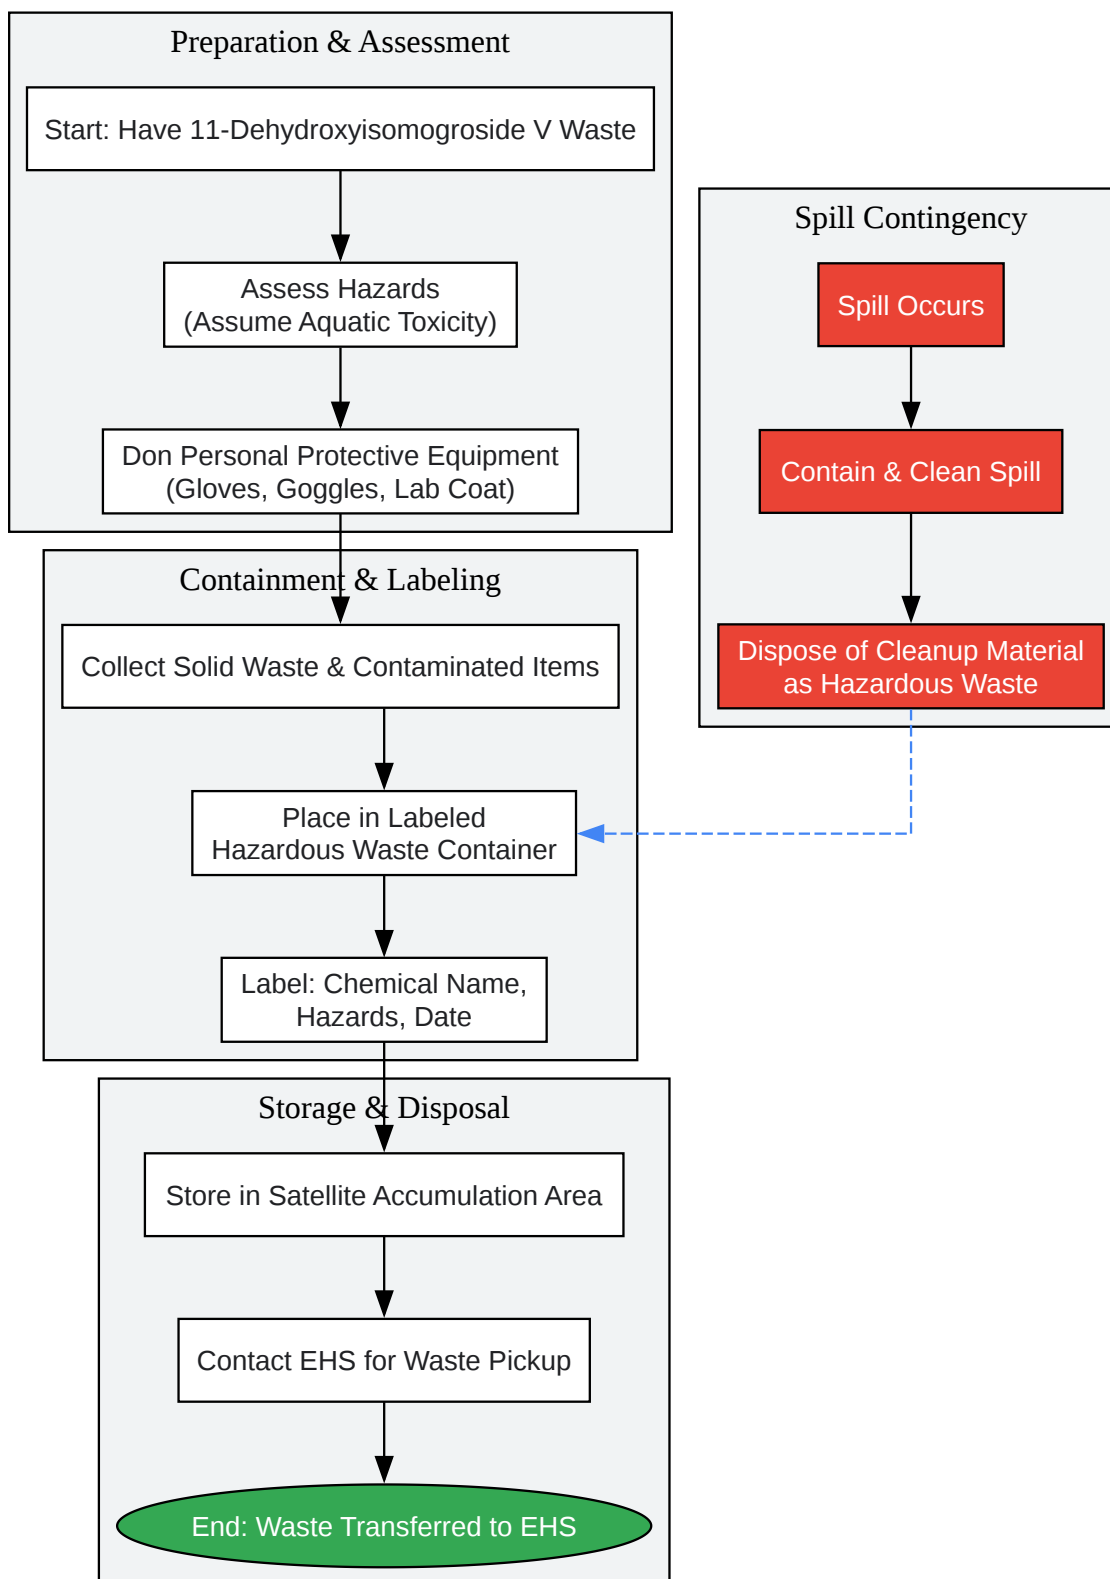 Preparation & Assessment
Start: Have 11-Dehydroxyisomogroside V Waste
Assess Hazards
(Assume Aquatic Toxicity)
Don Personal Protective Equipment
(Gloves, Goggles, Lab Coat)
Containment & Labeling
Collect Solid Waste & Contaminated Items
Place in Labeled
Hazardous Waste Container
Label: Chemical Name,
Hazards, Date
Storage & Disposal
Store in Satellite Accumulation Area
Contact EHS for Waste Pickup
End: Waste Transferred to EHS
Spill Contingency
Spill Occurs
Contain & Clean Spill
Dispose of Cleanup Material
as Hazardous Waste